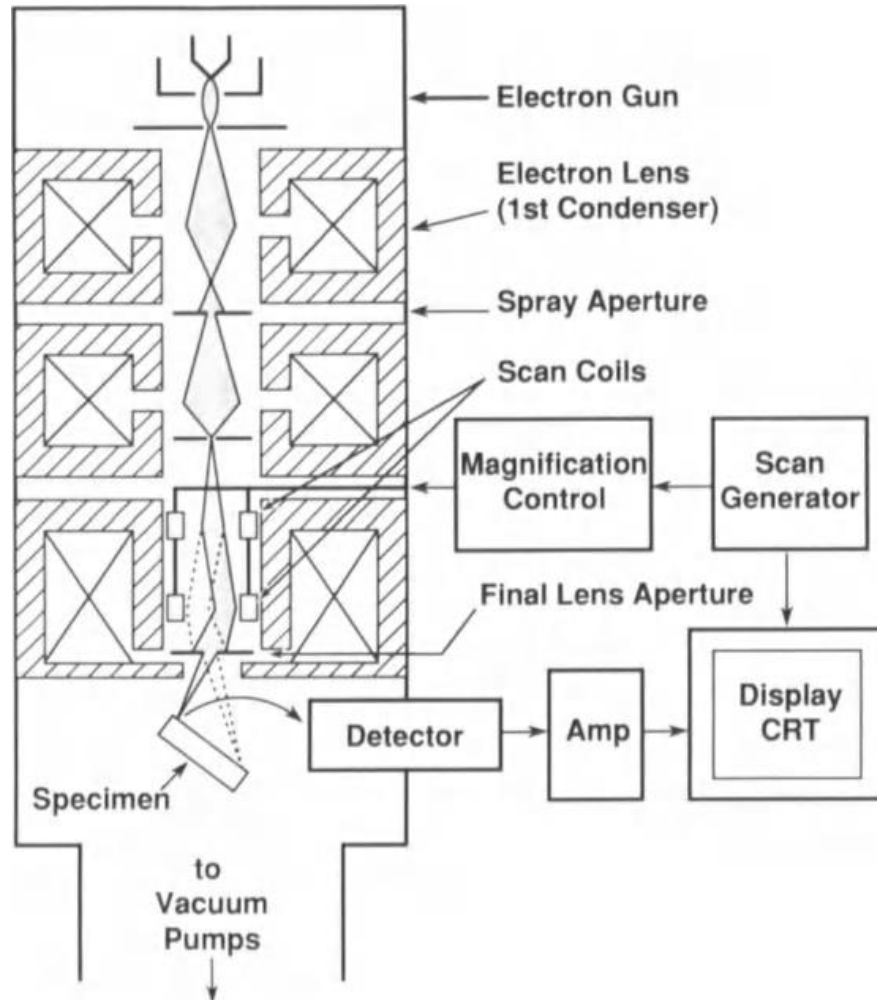 Electron Gun
Electron Lens
(1st Condenser)
Spray Aperture
Scan Coils
Magnification
Control
Scan
Generator
Final Lens Aperture
Display
CRT
Detector
Amp
Specimen
to
Vacuum
Pumps